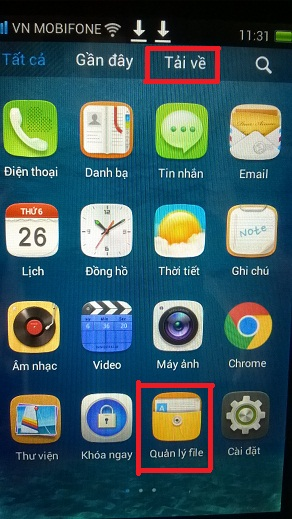 VN MOBIFONE 11:31
Tất cả Gần đây Tải về
Điện thoại Danh bạ Tin nhắn Email
THỨ 6
26
Note
Lịch Đồng hồ Thời tiết Ghi chú
Âm nhạc Video Máy ảnh Chrome
A
Thư viện Khóa ngay Quản lý file Cài đặt